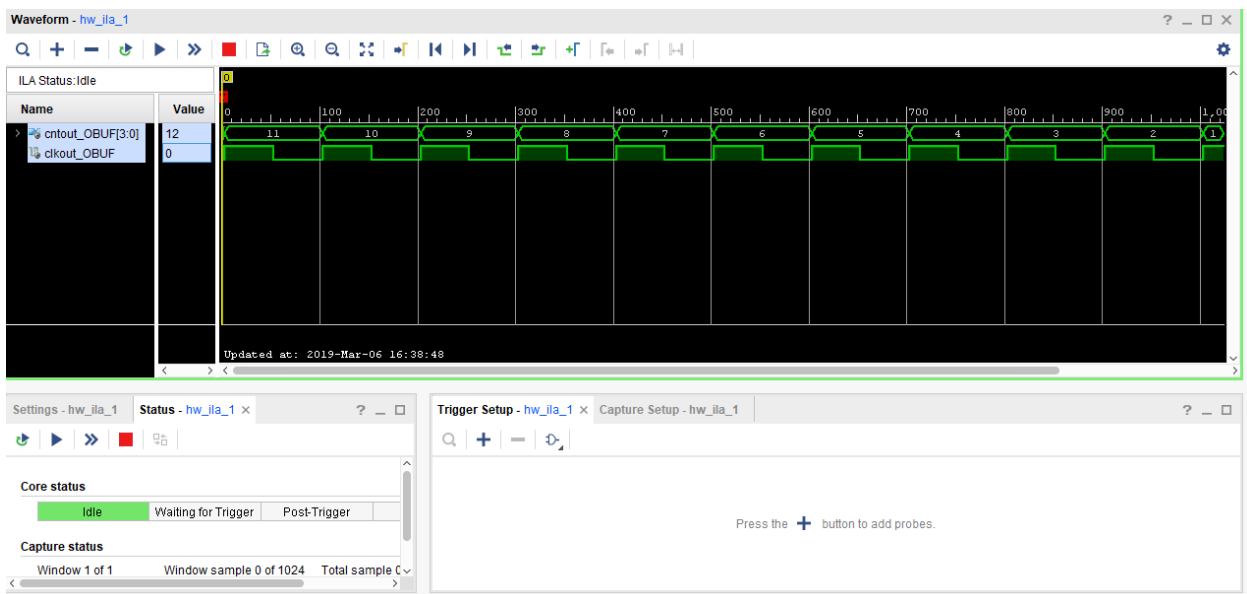 Waveform - hw_ila_1
? _ □ ×
ILA Status:Idle
Name Value
0
0 100 200 300 400 500 600 700 800 900 1,00
> cntout_OBUF[3:0] 12 11 10 9 8 7 6 5 4 3 2 1
clkout_OBUF 0
Updated at: 2019-Mar-06 16:38:48
Settings - hw_ila_1 Status - hw_ila_1 × ? _ □
Core status
Idle Waiting for Trigger Post-Trigger
Capture status
Window 1 of 1 Window sample 0 of 1024 Total sample
Trigger Setup - hw_ila_1 × Capture Setup - hw_ila_1 ? _ □
Press the + button to add probes.